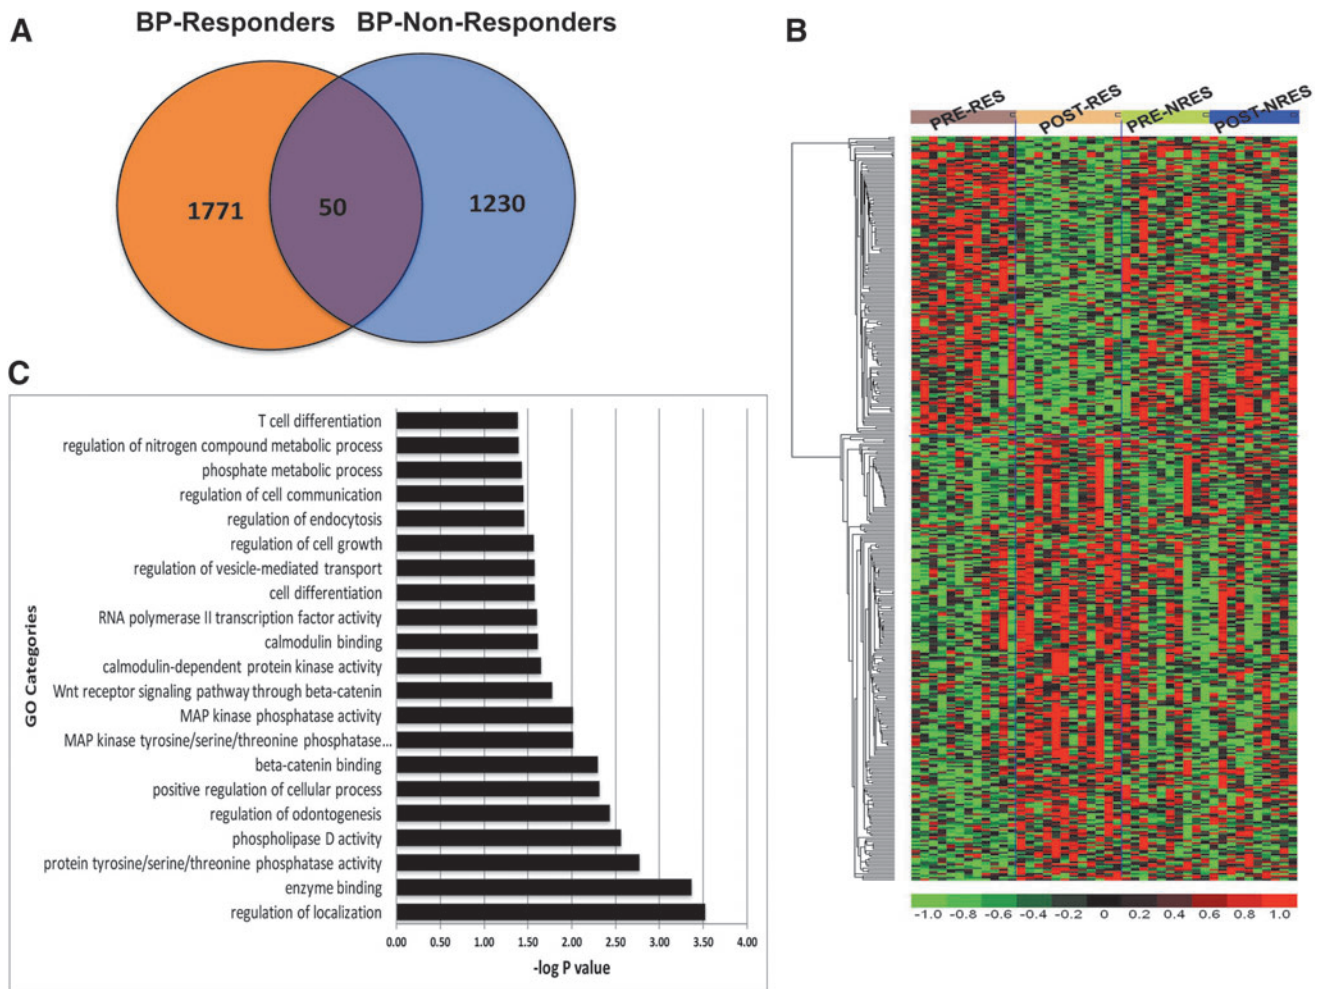 A
BP-Responders
BP-Non-Responders
1771
50
1230
B
PRE-RES
POST-RES
PRE-NRES
POST-NRES
-1.0 -0.8 -0.6 -0.4 -0.2 0 0.2 0.4 0.6 0.8 1.0
C
GO Categories
T cell differentiation
regulation of nitrogen compound metabolic process
phosphate metabolic process
regulation of cell communication
regulation of endocytosis
regulation of cell growth
regulation of vesicle-mediated transport
cell differentiation
RNA polymerase II transcription factor activity
calmodulin binding
calmodulin-dependent protein kinase activity
Wnt receptor signaling pathway through beta-catenin
MAP kinase phosphatase activity
MAP kinase tyrosine/serine/threonine phosphatase...
beta-catenin binding
positive regulation of cellular process
regulation of odontogenesis
phospholipase D activity
protein tyrosine/serine/threonine phosphatase activity
enzyme binding
regulation of localization
0.00 0.50 1.00 1.50 2.00 2.50 3.00 3.50 4.00
-log P value